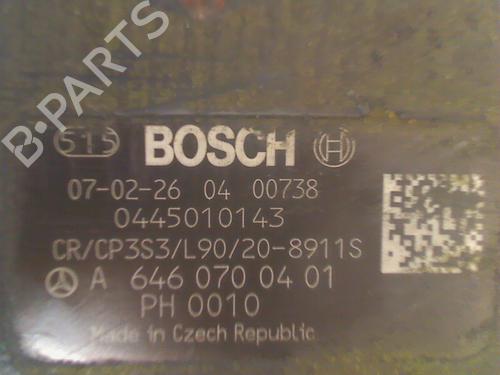 B-PARTS
615 BOSCH
07-02-26 04 00738
0445010143
CR/CP3S3/L90/20-8911S
A 646 070 04 01
PH 0010
Made in Czech Republic